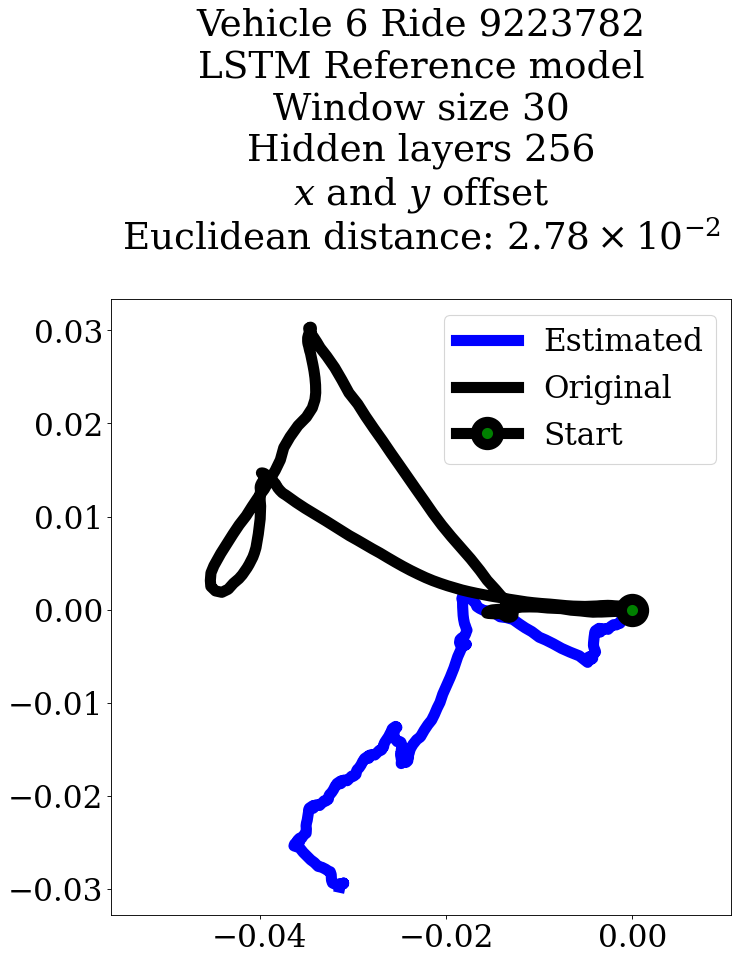 Vehicle 6 Ride 9223782
LSTM Reference model
Window size 30
Hidden layers 256
x and y offset
Euclidean distance: 2.78 × 10⁻²
Estimated
Original
Start
0.03
0.02
0.01
0.00
−0.01
−0.02
−0.03
−0.04
−0.02
0.00